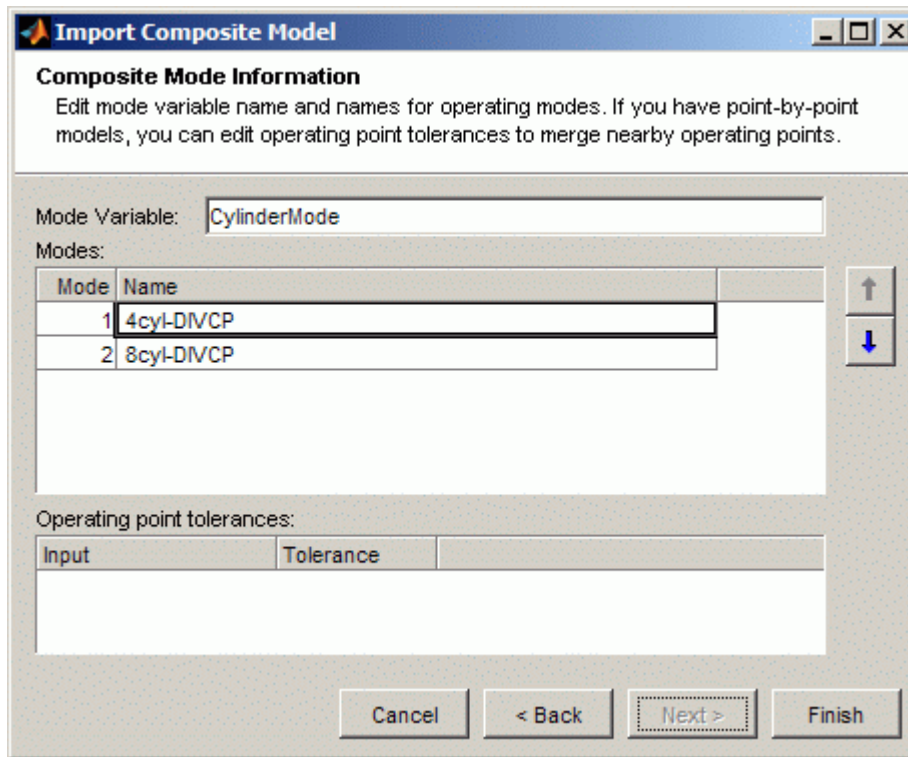 Import Composite Model
Composite Mode Information
Edit mode variable name and names for operating modes. If you have point-by-point
models, you can edit operating point tolerances to merge nearby operating points.
Mode Variable: CylinderMode
Modes:
Mode Name
1 4cyl-DIVCP
2 8cyl-DIVCP
Operating point tolerances:
Input Tolerance
Cancel < Back Next > Finish